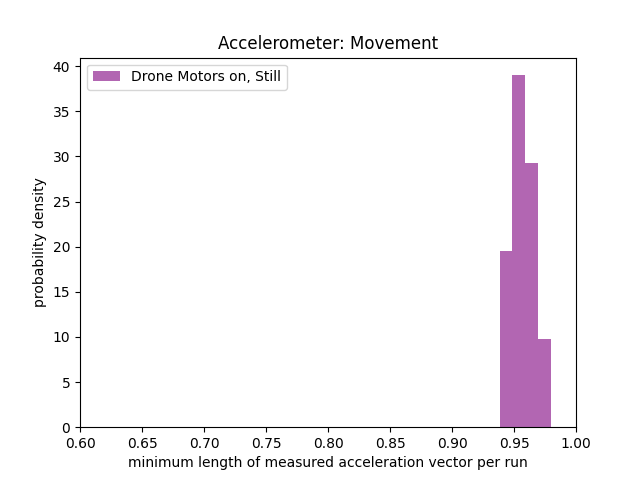 Accelerometer: Movement
Drone Motors on, Still
probability density
40
35
30
25
20
15
10
5
0
0.60 0.65 0.70 0.75 0.80 0.85 0.90 0.95 1.00
minimum length of measured acceleration vector per run